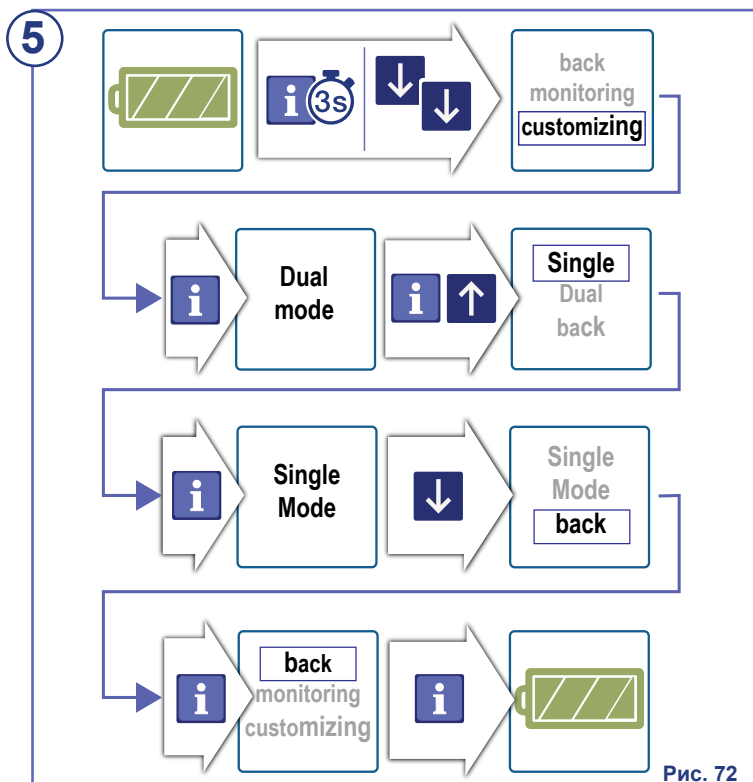 5
i 3s
back
monitoring
customizing
i
Dual
mode
i
Single
Dual
back
i
Single
Mode
Single
Mode
back
i
back
monitoring
customizing
i
Рис. 72